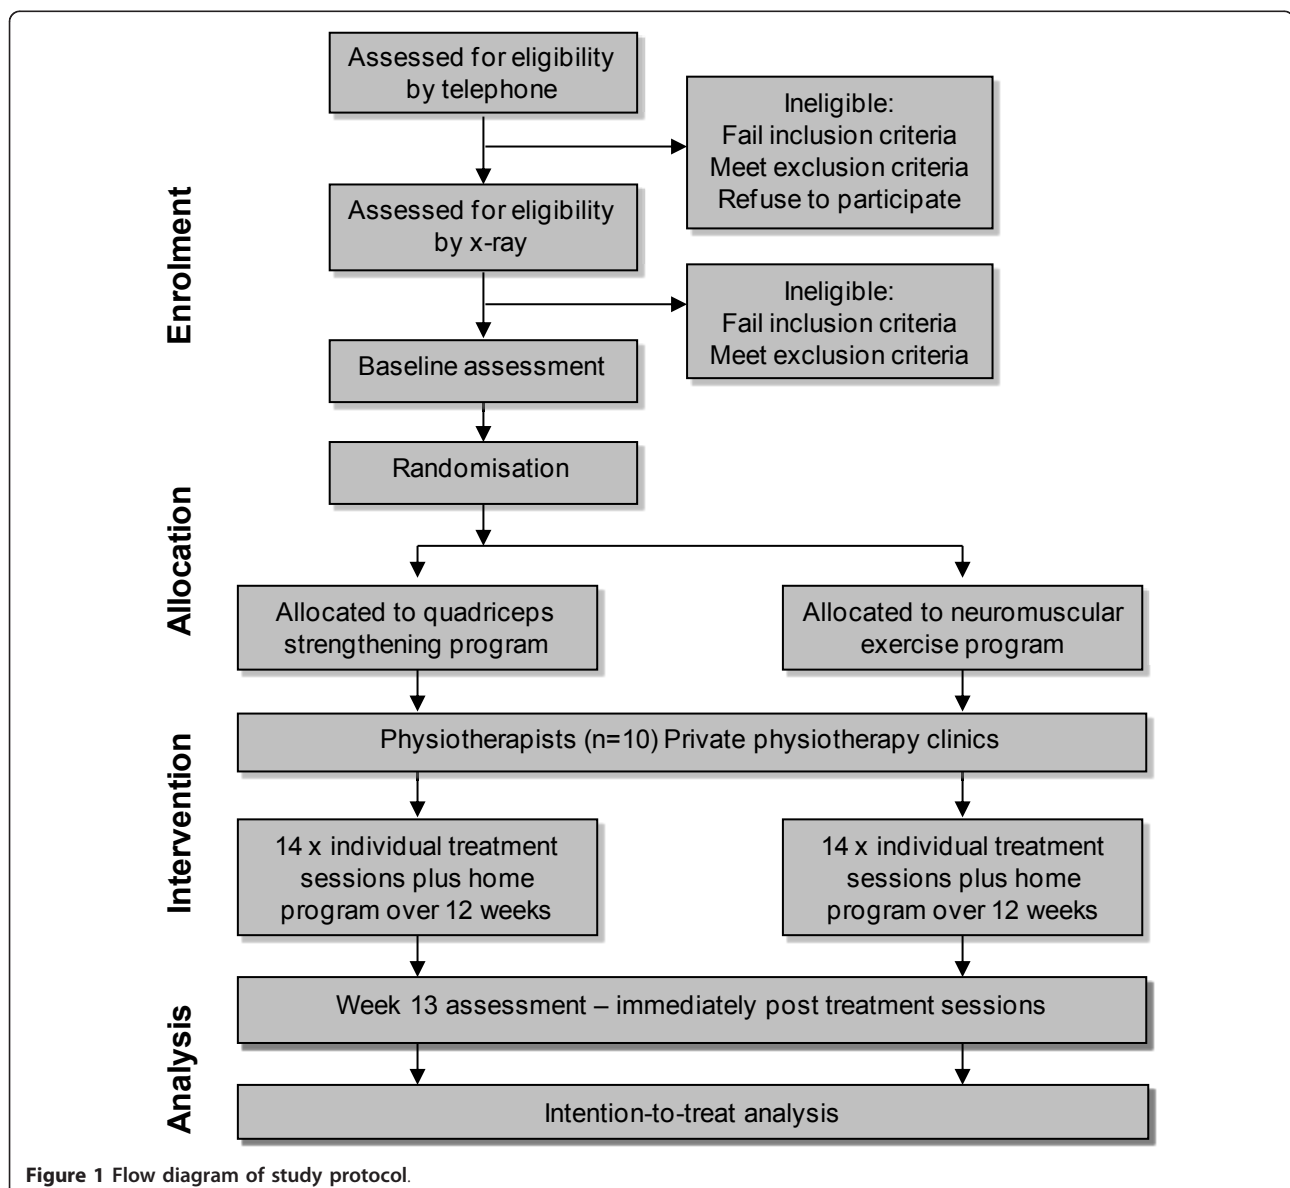 Assessed for eligibility
by telephone
Ineligible:
Fail inclusion criteria
Meet exclusion criteria
Refuse to participate
Enrolment
Assessed for eligibility
by x-ray
Ineligible:
Fail inclusion criteria
Meet exclusion criteria
Baseline assessment
Randomisation
Allocation
Allocated to quadriceps
strengthening program
Allocated to neuromuscular
exercise program
Intervention
Physiotherapists (n=10) Private physiotherapy clinics
14 x individual treatment
sessions plus home
program over 12 weeks
14 x individual treatment
sessions plus home
program over 12 weeks
Analysis
Week 13 assessment – immediately post treatment sessions
Intention-to-treat analysis
Figure 1 Flow diagram of study protocol.